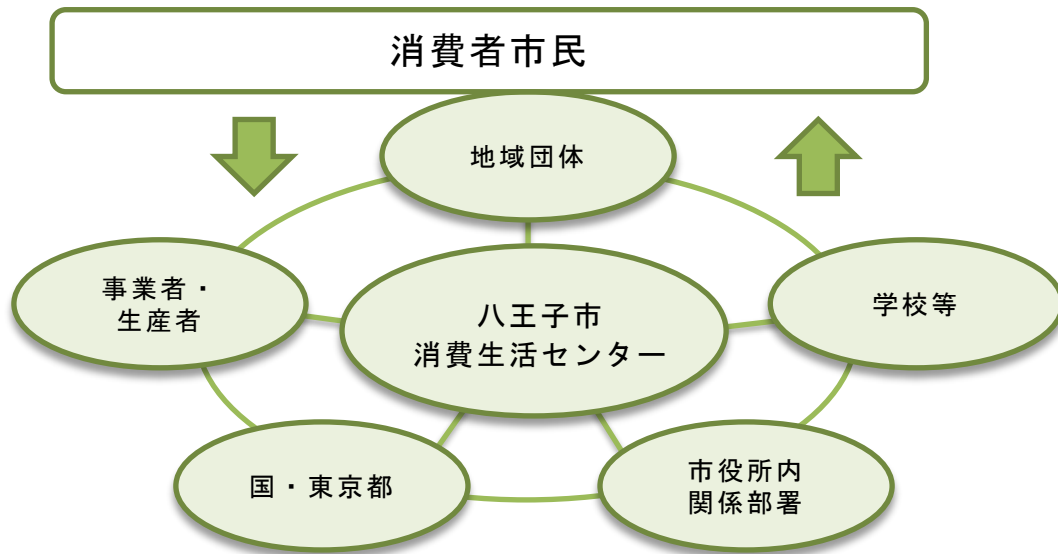 消費者市民
地域団体
事業者・
生産者
八王子市
消費生活センター
学校等
国・東京都
市役所内
関係部署